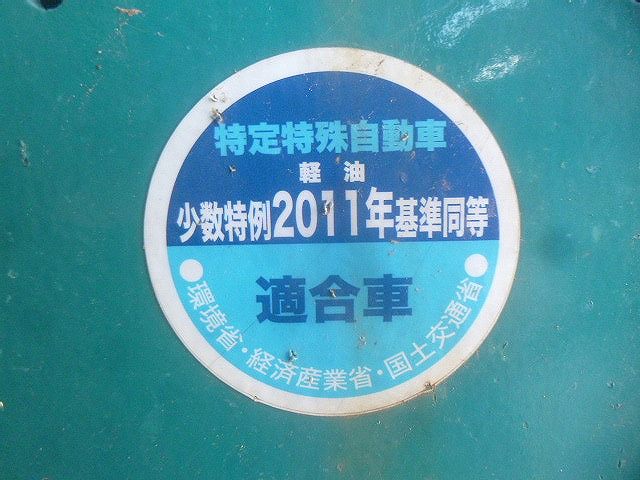 特定特殊自動車
軽油
少数特例2011年基準同等
適合車
●環境省・経済産業省・国土交通省●